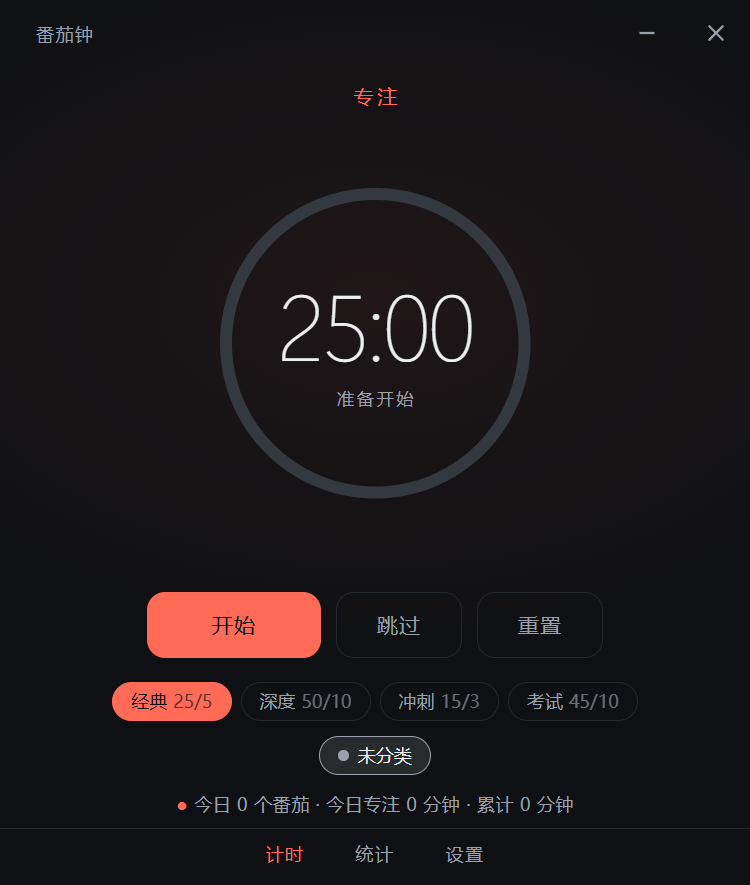 番茄钟
专注
25:00
准备开始
开始 跳过 重置
经典 25/5 深度 50/10 冲刺 15/3 考试 45/10
未分类
今日 0 个番茄 · 今日专注 0 分钟 · 累计 0 分钟
计时 统计 设置